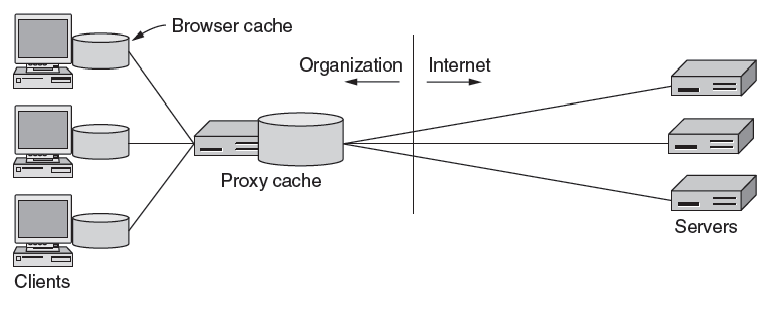 Browser cache
Organization
Internet
Proxy cache
Servers
Clients